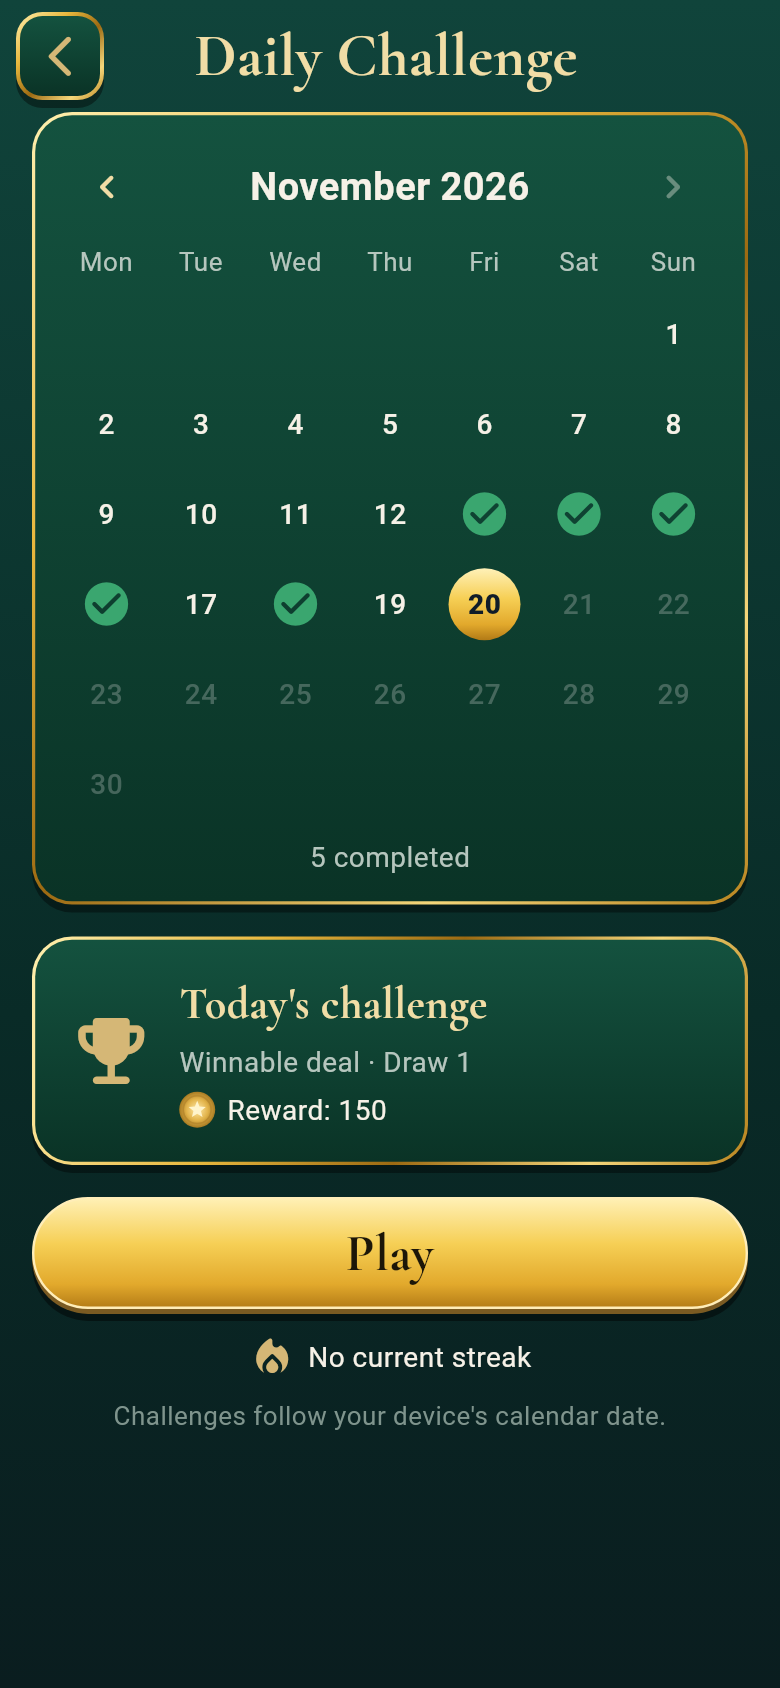 Daily Challenge
November 2026
Mon Tue Wed Thu Fri Sat Sun
1
2 3 4 5 6 7 8
9 10 11 12
17 19 20 21 22
23 24 25 26 27 28 29
30
5 completed
Today's challenge
Winnable deal · Draw 1
Reward: 150
Play
No current streak
Challenges follow your device's calendar date.